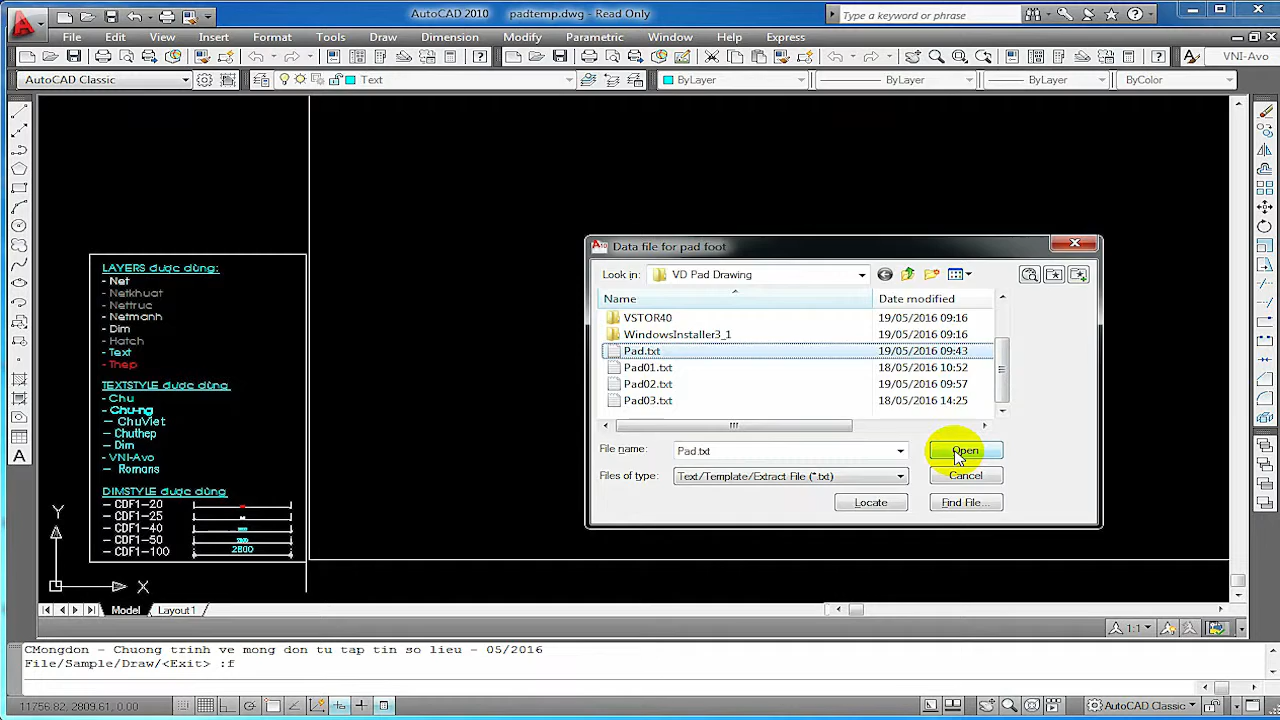 AutoCAD 2010 padtemp.dwg - Read Only
Type a keyword or phrase
File Edit View Insert Format Tools Draw Dimension Modify Parametric Window Help Express
VNI-Avo
AutoCAD Classic
Text
ByLayer
ByLayer
ByLayer
ByColor
LAYERS được dùng:
- Net
- Netkhuat
- Nettruc
- Netmanh
- Dim
- Hatch
- Text
- Thep
TEXTSTYLE được dùng
- Chu
- Chu-ng
- ChuViet
- Chuthep
- Dim
- VNI-Avo
- Romans
DIMSTYLE được dùng
- CDF1-20
- CDF1-25
- CDF1-40
- CDF1-50
- CDF1-100
2800
Y
X
Data file for pad foot
Look in: VD Pad Drawing
Name Date modified
VSTOR40 19/05/2016 09:16
WindowsInstaller3_1 19/05/2016 09:16
Pad.txt 19/05/2016 09:43
Pad01.txt 18/05/2016 10:52
Pad02.txt 19/05/2016 09:57
Pad03.txt 18/05/2016 14:25
File name: Pad.txt Open
Files of type: Text/Template/Extract File (*.txt) Cancel
Locate Find File...
Model Layout1
1:1
CMongdon - Chuong trinh ve mong don tu tap tin so lieu - 05/2016
File/Sample/Draw/<Exit> :f
11756.82, 2809.61, 0.00
AutoCAD Classic